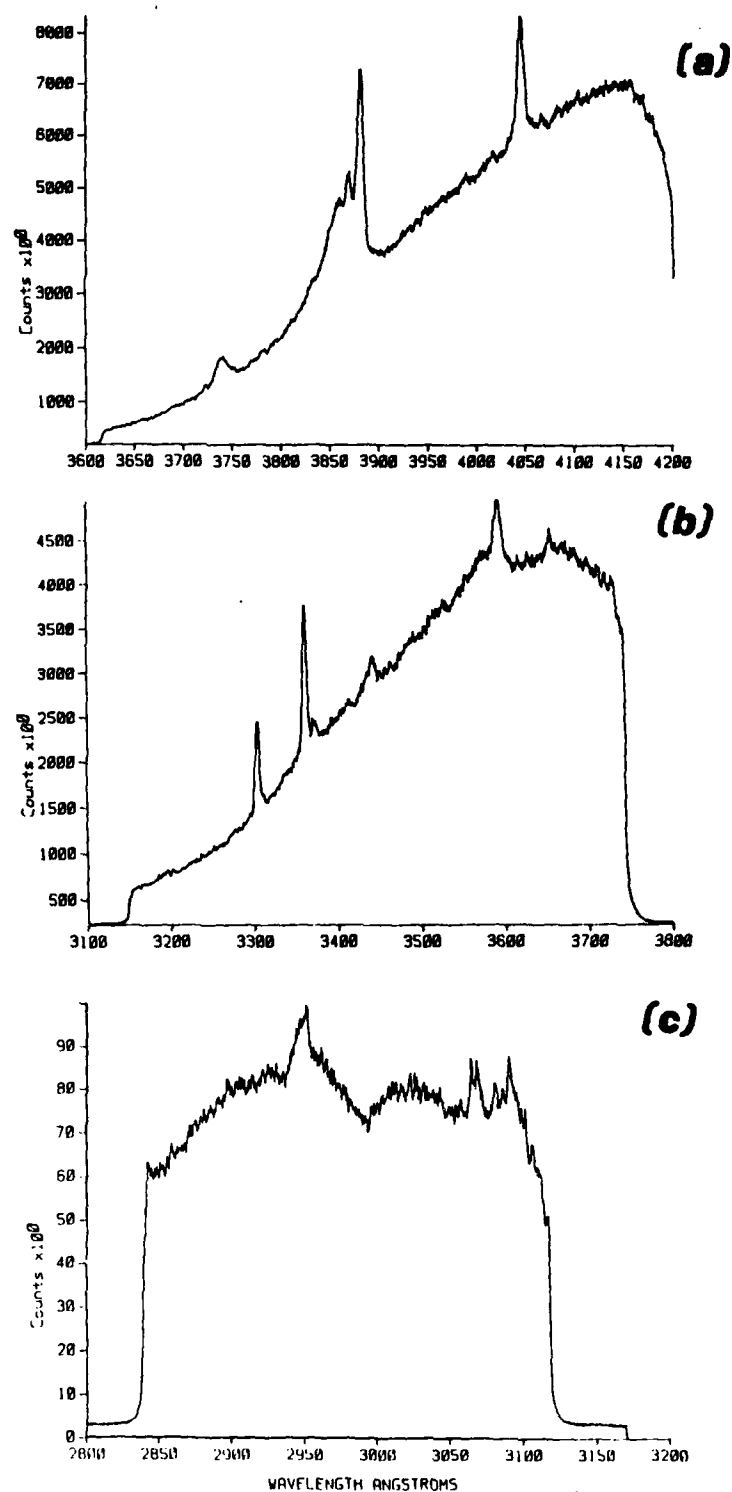 (a)
8000
7000
6000
5000
4000
3000
2000
1000
Counts x10⁰
3600 3650 3700 3750 3800 3850 3900 3950 4000 4050 4100 4150 4200
(b)
4500
4000
3500
3000
2500
2000
1500
1000
500
Counts x10⁰
3100 3200 3300 3400 3500 3600 3700 3800
(c)
90
80
70
60
50
40
30
20
10
0
Counts x10⁰
2800 2850 2900 2950 3000 3050 3100 3150 3200
WAVELENGTH ANGSTROMS